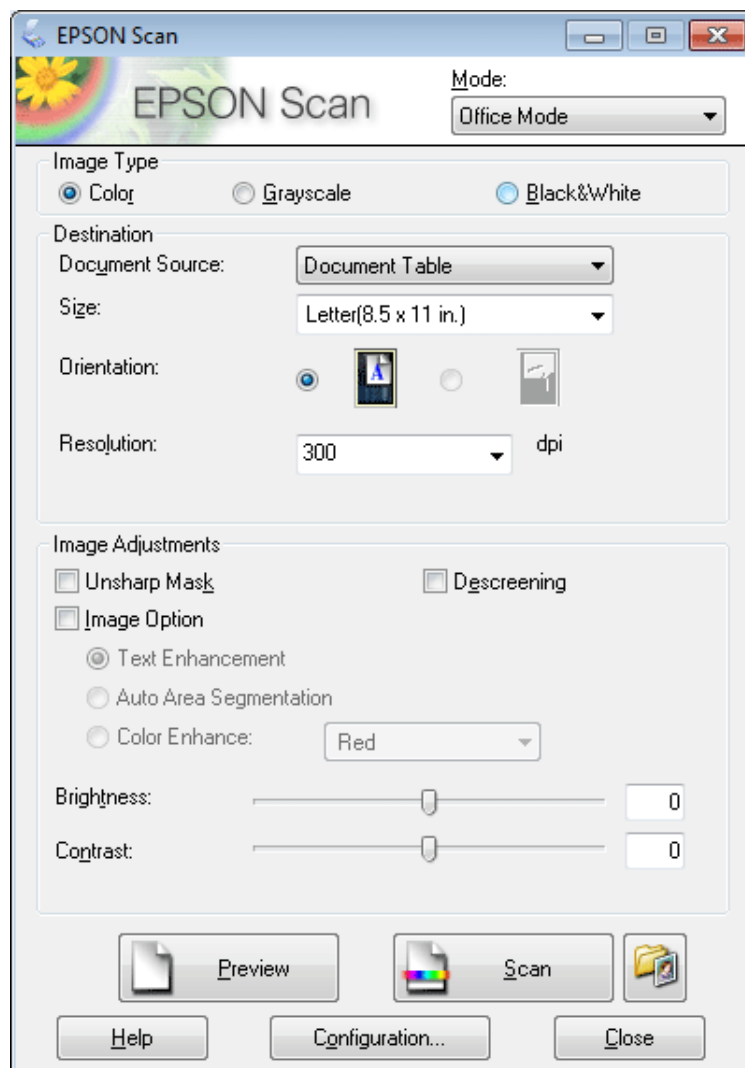 EPSON Scan
EPSON Scan
Mode:
Office Mode
Image Type
Color Grayscale Black&White
Destination
Document Source: Document Table
Size: Letter(8.5 x 11 in.)
Orientation: A
Resolution: 300 dpi
Image Adjustments
Unsharp Mask Descreening
Image Option
Text Enhancement
Auto Area Segmentation
Color Enhance: Red
Brightness: 0
Contrast: 0
Preview Scan
Help Configuration... Close